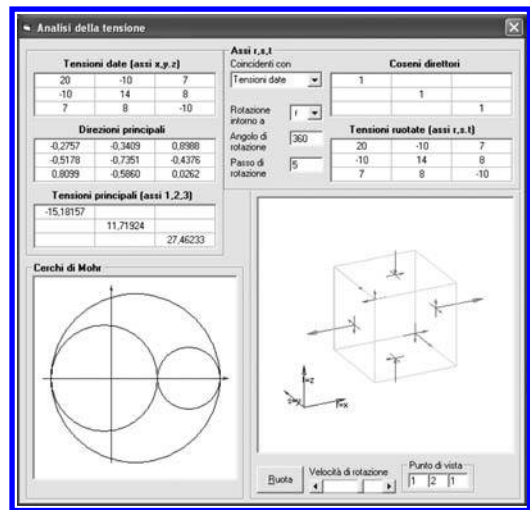 Analisi della tensione
Tensioni date (assi x,y,z)
20 -10 7
-10 14 8
7 8 -10
Direzioni principali
-0,2757 -0,3409 0,8988
-0,5178 -0,7351 -0,4376
0,8099 -0,5860 0,0262
Tensioni principali (assi 1,2,3)
-15,18157
11,71924
27,46233
Assi r,s,t
Coincidenti con
Tensioni date
Rotazione intorno a
r
Angolo di rotazione
360
Passo di rotazione
5
Coseni direttori
1
1
1
Tensioni ruotate (assi r,s,t)
20 -10 7
-10 14 8
7 8 -10
Cerchi di Mohr
t=z
s=y
r=x
Ruota
Velocità di rotazione
Punto di vista
1 2 1